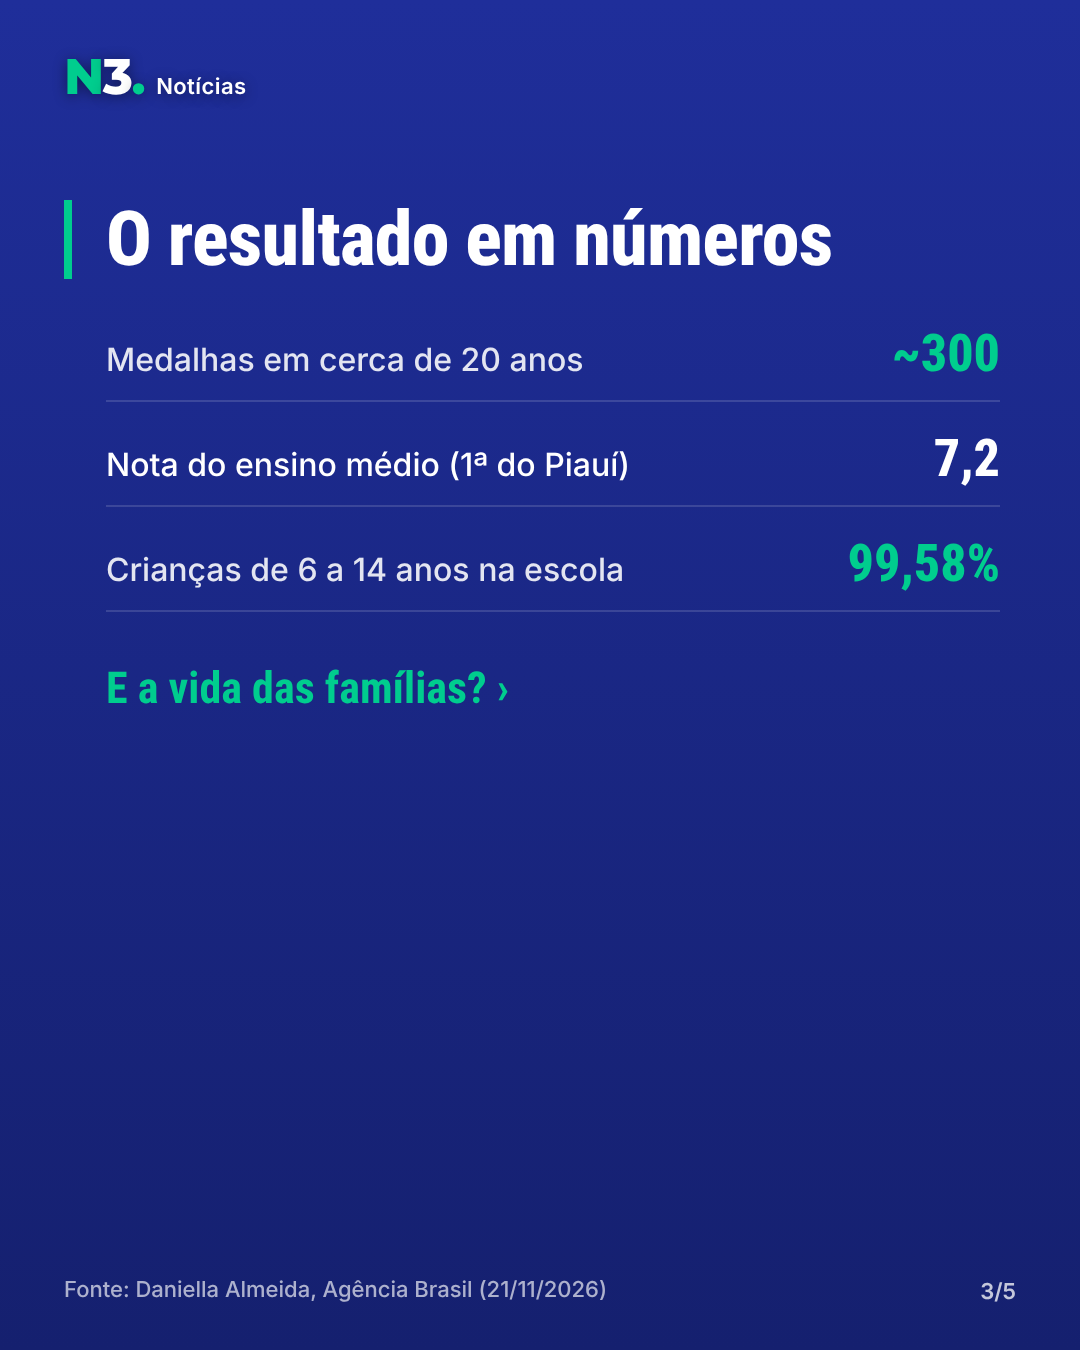 N3. Notícias
O resultado em números
Medalhas em cerca de 20 anos ~300
Nota do ensino médio (1ª do Piauí) 7,2
Crianças de 6 a 14 anos na escola 99,58%
E a vida das famílias? ›
Fonte: Daniella Almeida, Agência Brasil (21/11/2026) 3/5